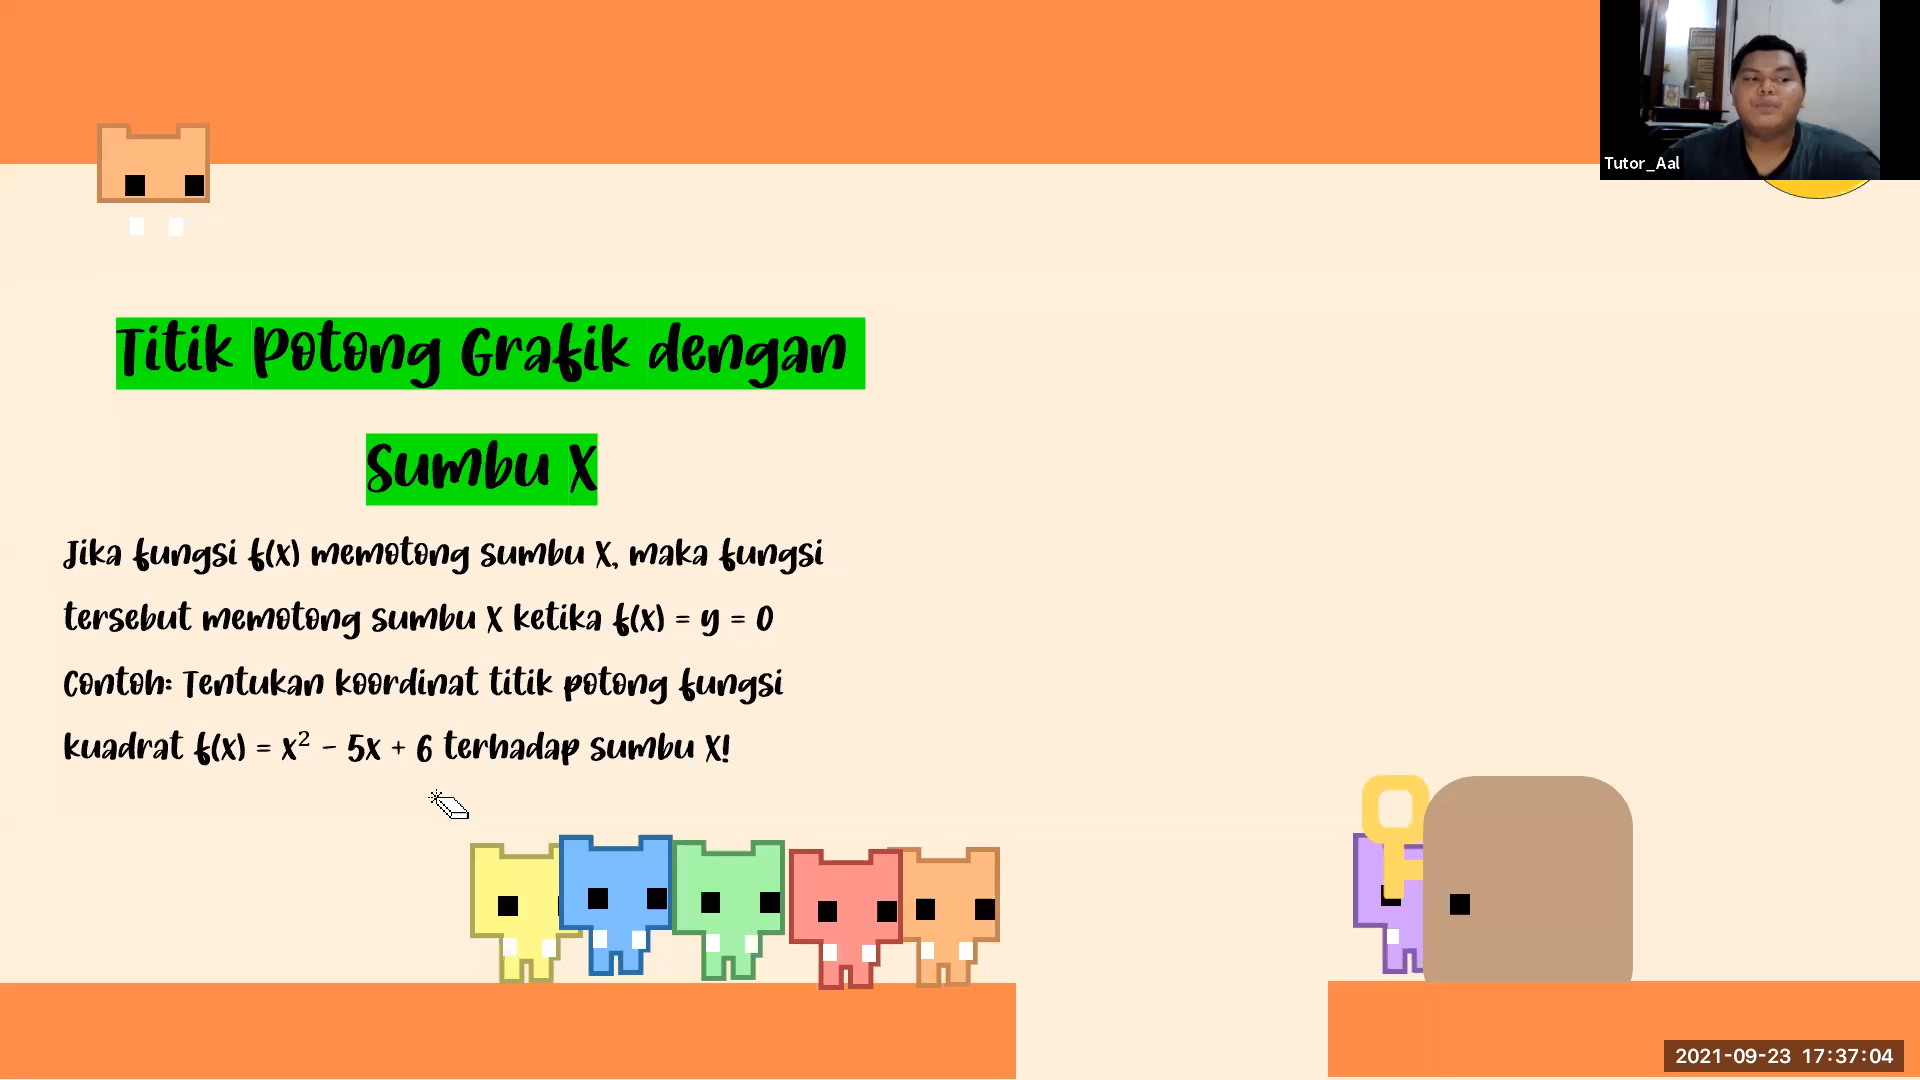 Tutor_Aal
Titik Potong Grafik dengan
Sumbu X
Jika fungsi f(x) memotong sumbu X, maka fungsi
tersebut memotong sumbu X ketika f(x) = y = 0
Contoh: Tentukan koordinat titik potong fungsi
kuadrat f(x) = x² - 5x + 6 terhadap sumbu X!
2021-09-23 17:37:04